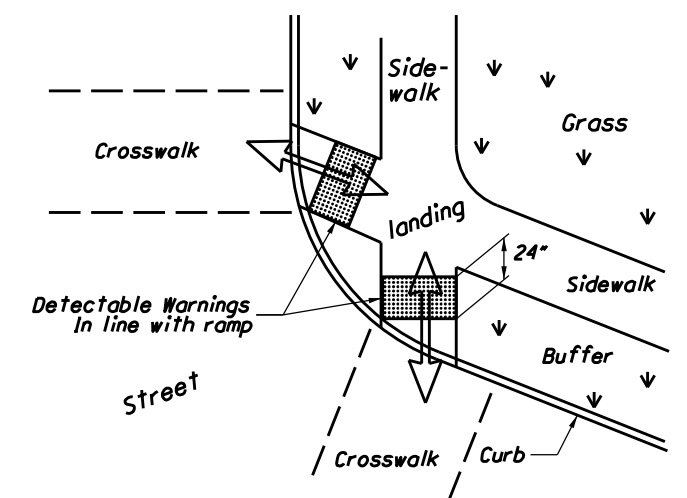 Side-
walk
Grass
Crosswalk
landing
24"
Sidewalk
Detectable Warnings
In line with ramp
Buffer
Street
Crosswalk
Curb